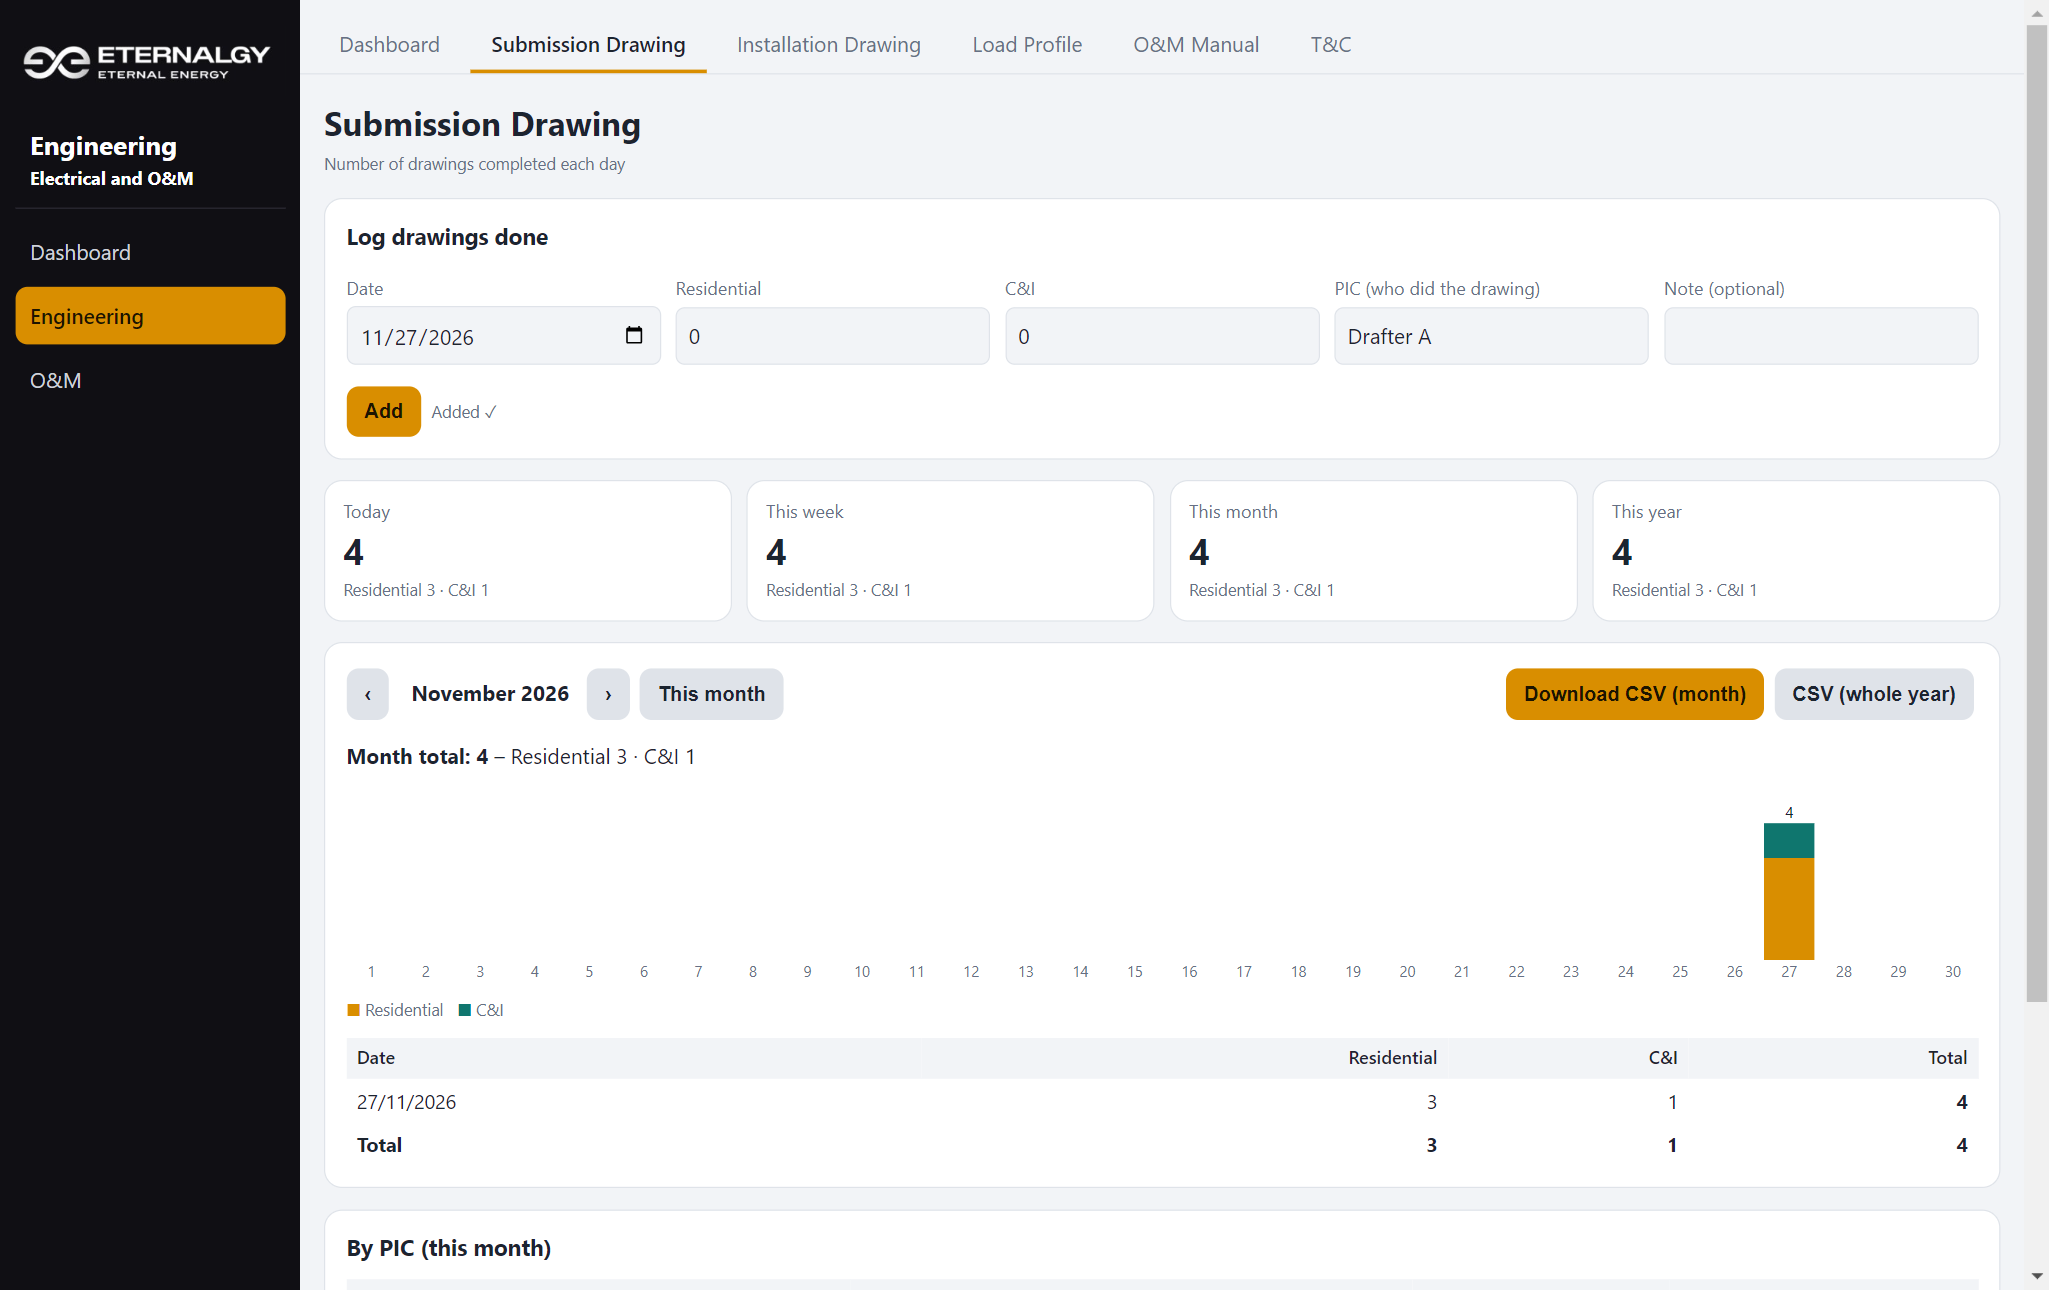 ETERNALGY
ETERNAL ENERGY
Engineering
Electrical and O&M
Dashboard
Engineering
O&M
Dashboard Submission Drawing Installation Drawing Load Profile O&M Manual T&C
Submission Drawing
Number of drawings completed each day
Log drawings done
Date Residential C&I PIC (who did the drawing) Note (optional)
11/27/2026 0 0 Drafter A
Add Added ✓
Today This week This month This year
4 4 4 4
Residential 3 · C&I 1 Residential 3 · C&I 1 Residential 3 · C&I 1 Residential 3 · C&I 1
‹ November 2026 › This month Download CSV (month) CSV (whole year)
Month total: 4 – Residential 3 · C&I 1
4
1 2 3 4 5 6 7 8 9 10 11 12 13 14 15 16 17 18 19 20 21 22 23 24 25 26 27 28 29 30
Residential C&I
Date Residential C&I Total
27/11/2026 3 1 4
Total 3 1 4
By PIC (this month)